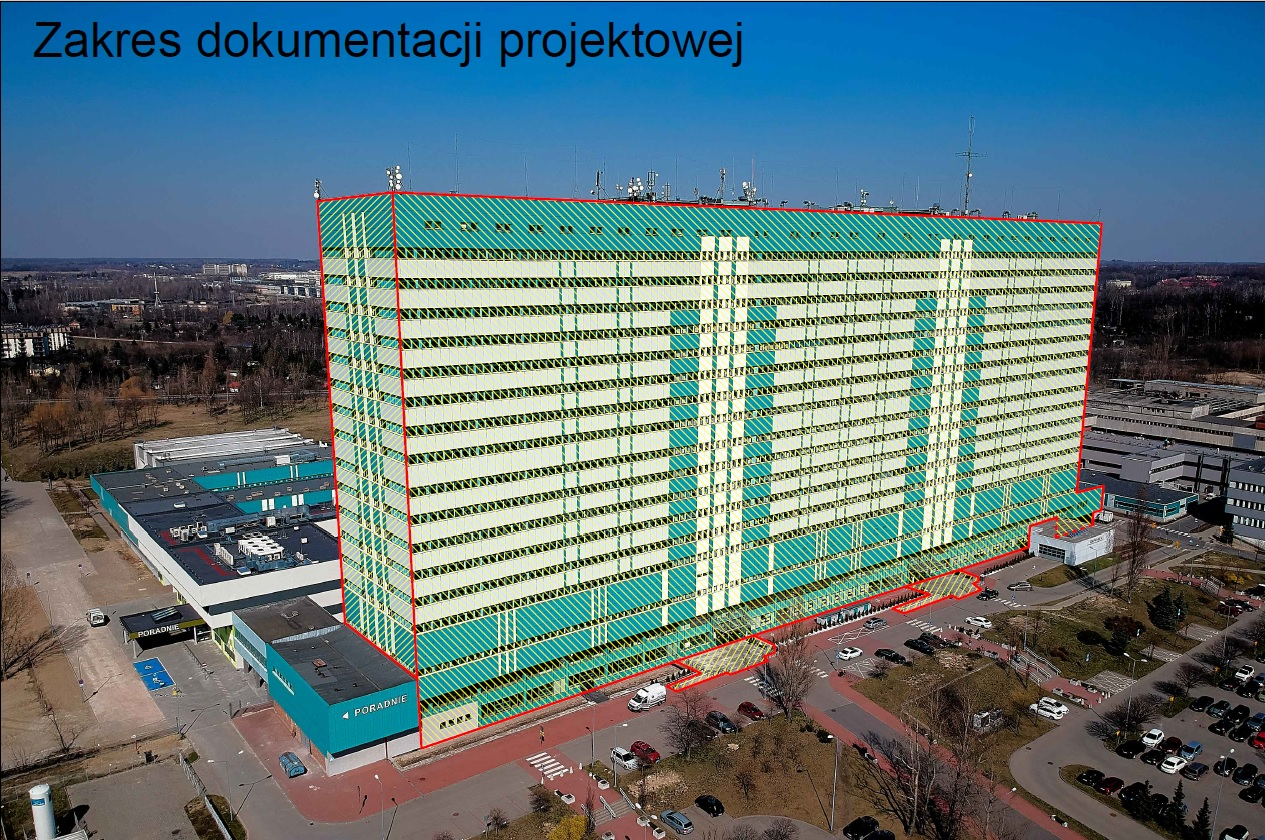 Zakres dokumentacji projektowej
PORADNIE
◄ PORADNIE